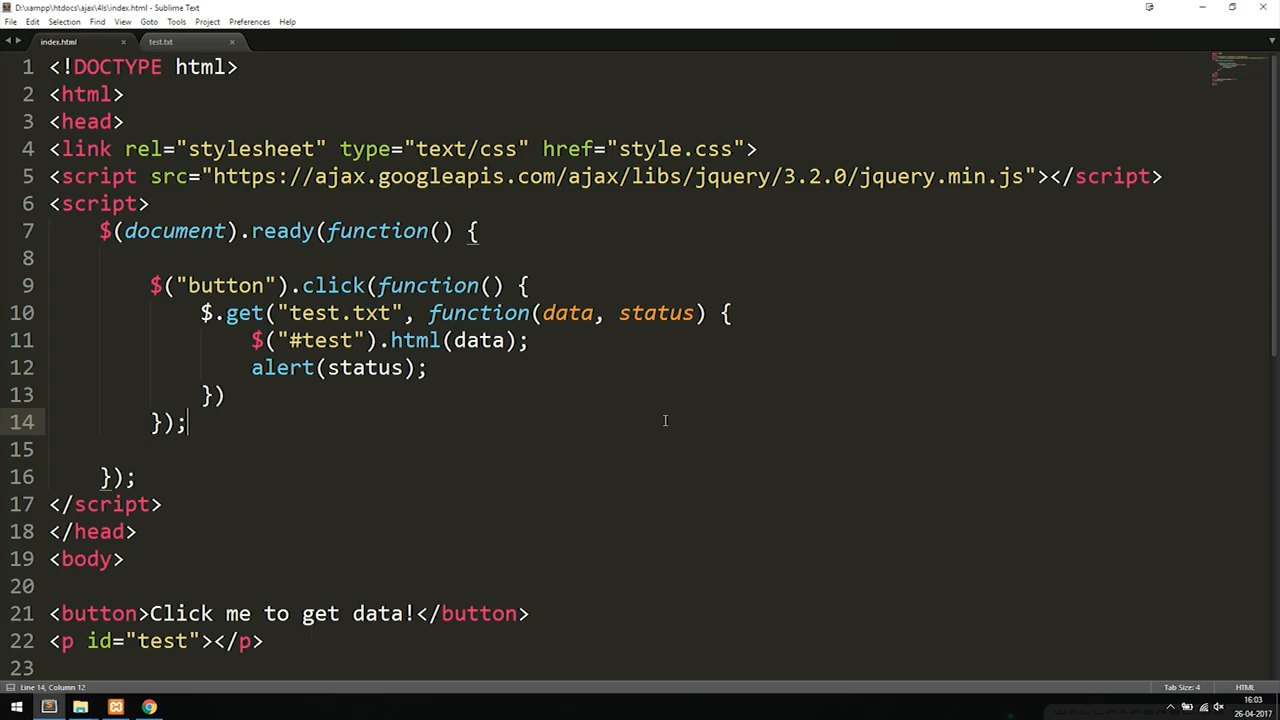 D:\xampp\htdocs\ajax\4ls\index.html - Sublime Text
File Edit Selection Find View Goto Tools Project Preferences Help
index.html × test.txt ×
1 <!DOCTYPE html>
2 <html>
3 <head>
4 <link rel="stylesheet" type="text/css" href="style.css">
5 <script src="https://ajax.googleapis.com/ajax/libs/jquery/3.2.0/jquery.min.js"></script>
6 <script>
7 $(document).ready(function() {
8
9 $("button").click(function() {
10 $.get("test.txt", function(data, status) {
11 $("#test").html(data);
12 alert(status);
13 })
14 });
15
16 });
17 </script>
18 </head>
19 <body>
20
21 <button>Click me to get data!</button>
22 <p id="test"></p>
23
Line 14, Column 12 Tab Size: 4 HTML
16:03
26-04-2017